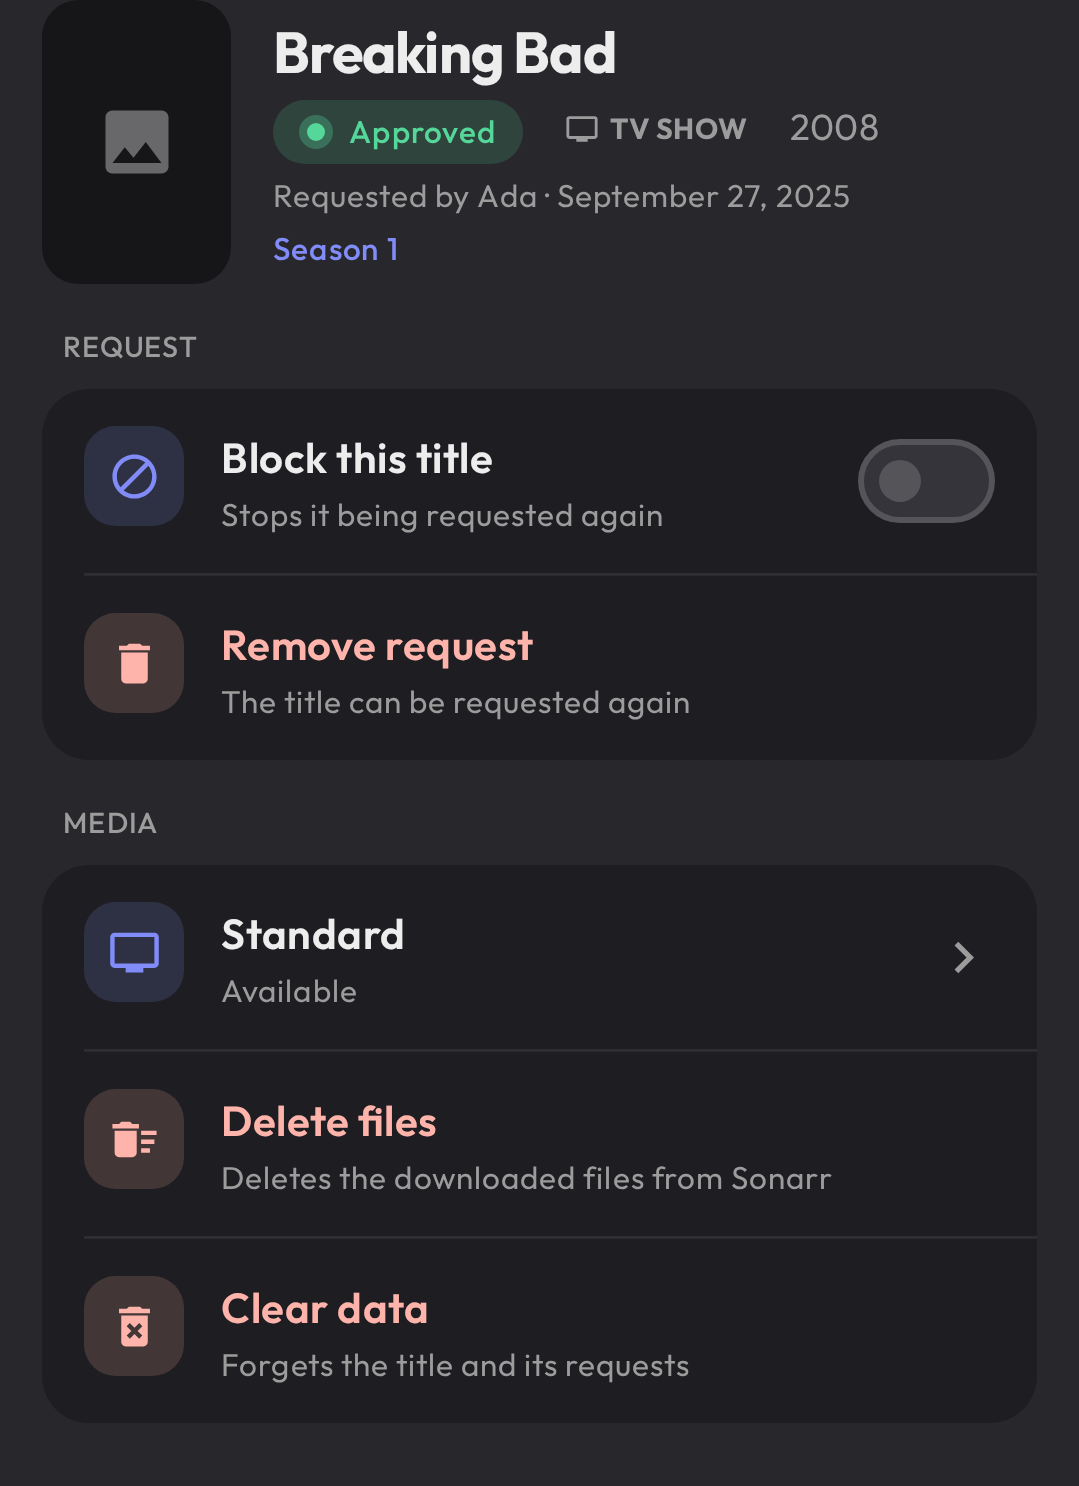 Breaking Bad
Approved
TV SHOW
2008
Requested by Ada · September 27, 2025
Season 1
REQUEST
Block this title
Stops it being requested again
Remove request
The title can be requested again
MEDIA
Standard
Available
Delete files
Deletes the downloaded files from Sonarr
Clear data
Forgets the title and its requests